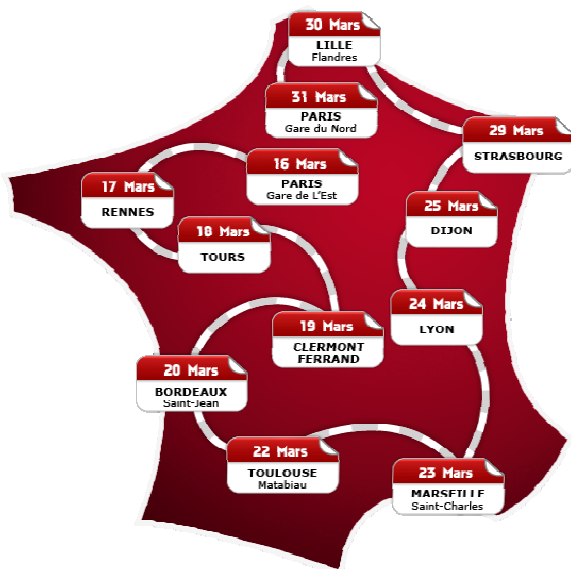 30 Mars
LILLE
Flandres
31 Mars
PARIS
Gare du Nord
29 Mars
STRASBOURG
16 Mars
PARIS
Gare de L'Est
17 Mars
RENNES
25 Mars
DIJON
18 Mars
TOURS
24 Mars
LYON
19 Mars
CLERMONT
FERRAND
20 Mars
BORDEAUX
Saint-Jean
22 Mars
TOULOUSE
Matabiau
23 Mars
MARSEILLE
Saint-Charles